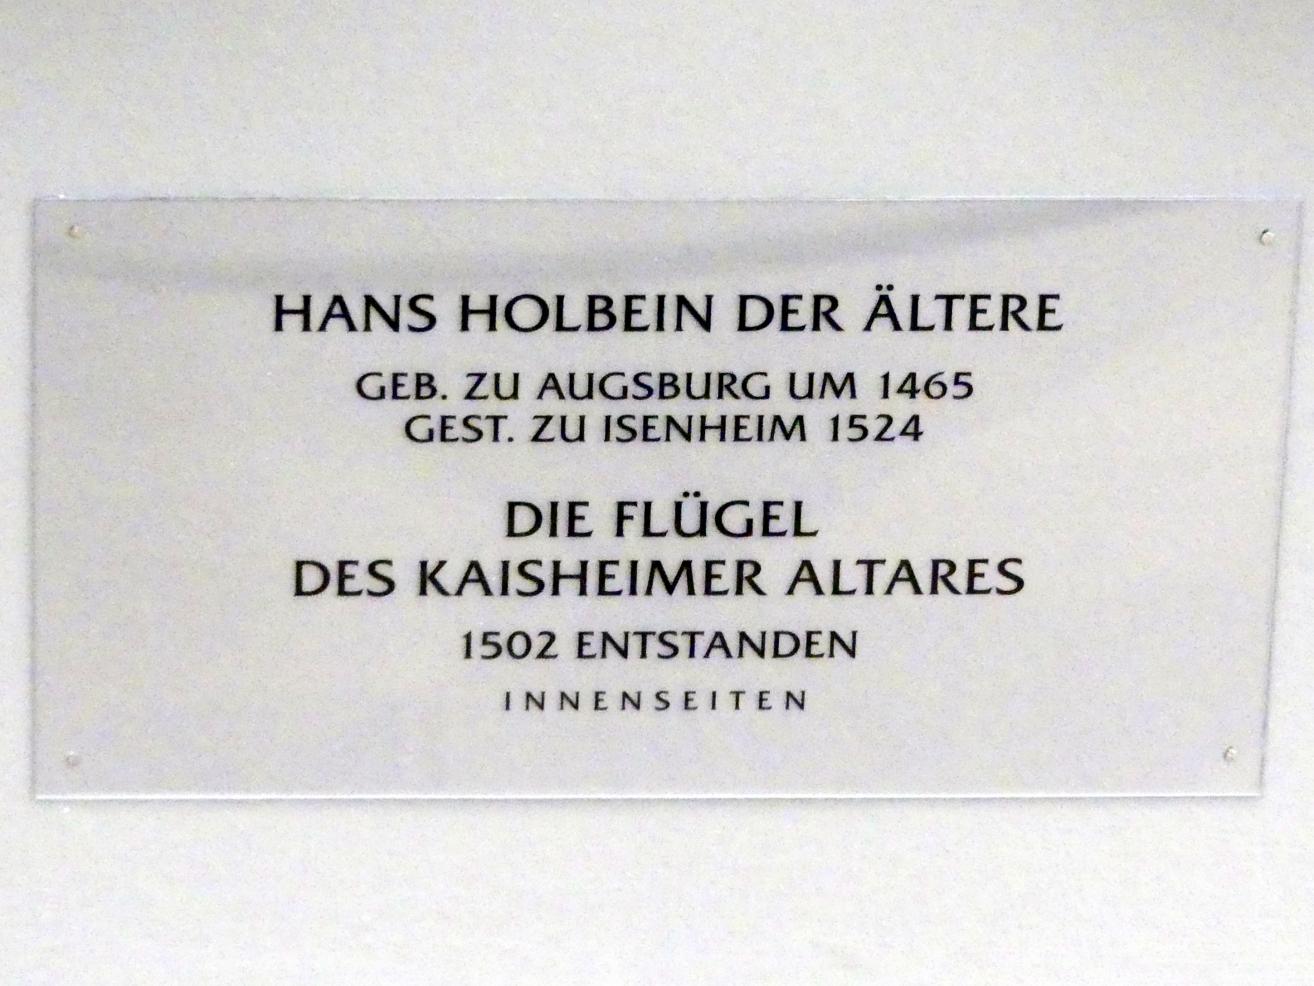 HANS HOLBEIN DER ÄLTERE
GEB. ZU AUGSBURG UM 1465
GEST. ZU ISENHEIM 1524
DIE FLÜGEL
DES KAISHEIMER ALTARES
1502 ENTSTANDEN
INNENSEITEN